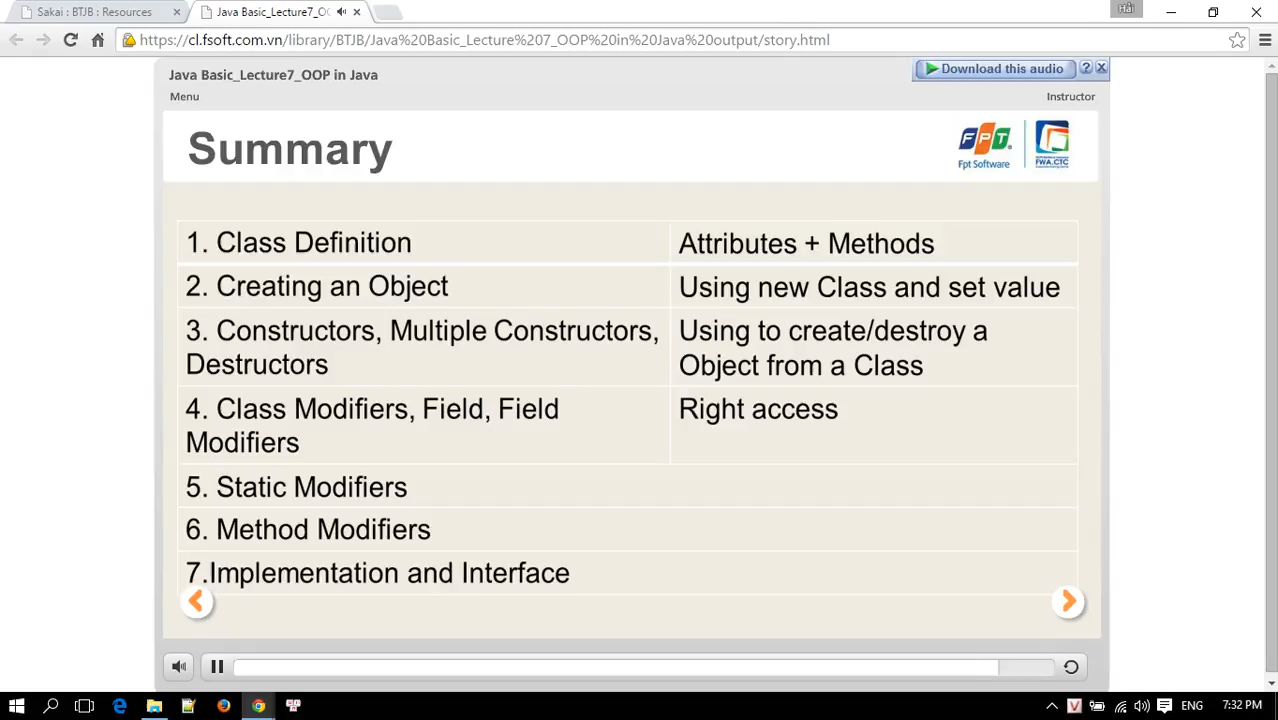 Sakai : BTJB : Resources
Java Basic_Lecture7_OO
Hải
https://cl.fsoft.com.vn/library/BTJB/Java%20Basic_Lecture%207_OOP%20in%20Java%20output/story.html
Java Basic_Lecture7_OOP in Java
Download this audio
?
Menu
Instructor
Summary
FPT
Fpt Software
FWA.CTC
1. Class Definition
Attributes + Methods
2. Creating an Object
Using new Class and set value
3. Constructors, Multiple Constructors,
Destructors
Using to create/destroy a
Object from a Class
4. Class Modifiers, Field, Field
Modifiers
Right access
5. Static Modifiers
6. Method Modifiers
7.Implementation and Interface
ENG
7:32 PM